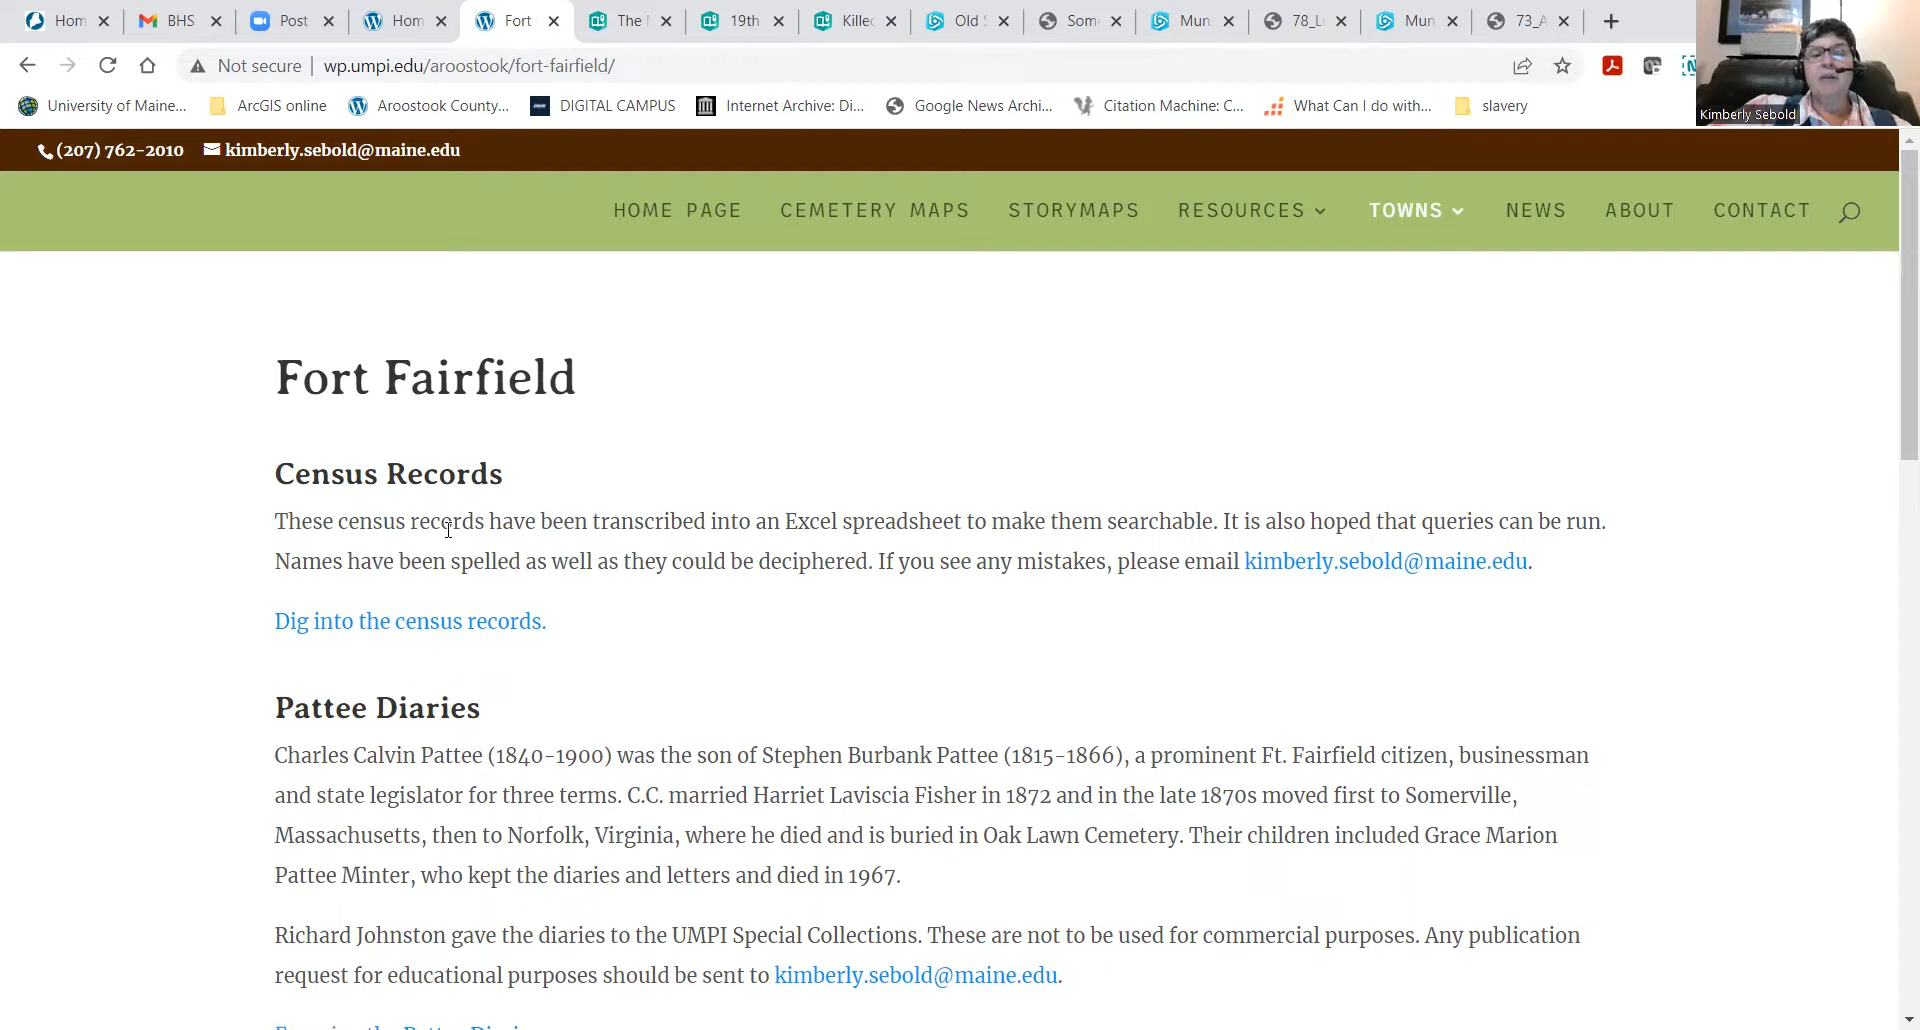 Hom BHS Post Hom Fort The 19th Killed Old S Some Mun 78_L Mun 73_A
Not secure wp.umpi.edu/aroostook/fort-fairfield/
University of Maine... ArcGIS online Aroostook County... DIGITAL CAMPUS Internet Archive: Di... Google News Archi... Citation Machine: C... What Can I do with... slavery
Kimberly Sebold
(207) 762-2010 kimberly.sebold@maine.edu
HOME PAGE CEMETERY MAPS STORYMAPS RESOURCES TOWNS NEWS ABOUT CONTACT
Fort Fairfield
Census Records
These census records have been transcribed into an Excel spreadsheet to make them searchable. It is also hoped that queries can be run.
Names have been spelled as well as they could be deciphered. If you see any mistakes, please email kimberly.sebold@maine.edu.
Dig into the census records.
Pattee Diaries
Charles Calvin Pattee (1840-1900) was the son of Stephen Burbank Pattee (1815-1866), a prominent Ft. Fairfield citizen, businessman
and state legislator for three terms. C.C. married Harriet Laviscia Fisher in 1872 and in the late 1870s moved first to Somerville,
Massachusetts, then to Norfolk, Virginia, where he died and is buried in Oak Lawn Cemetery. Their children included Grace Marion
Pattee Minter, who kept the diaries and letters and died in 1967.
Richard Johnston gave the diaries to the UMPI Special Collections. These are not to be used for commercial purposes. Any publication
request for educational purposes should be sent to kimberly.sebold@maine.edu.